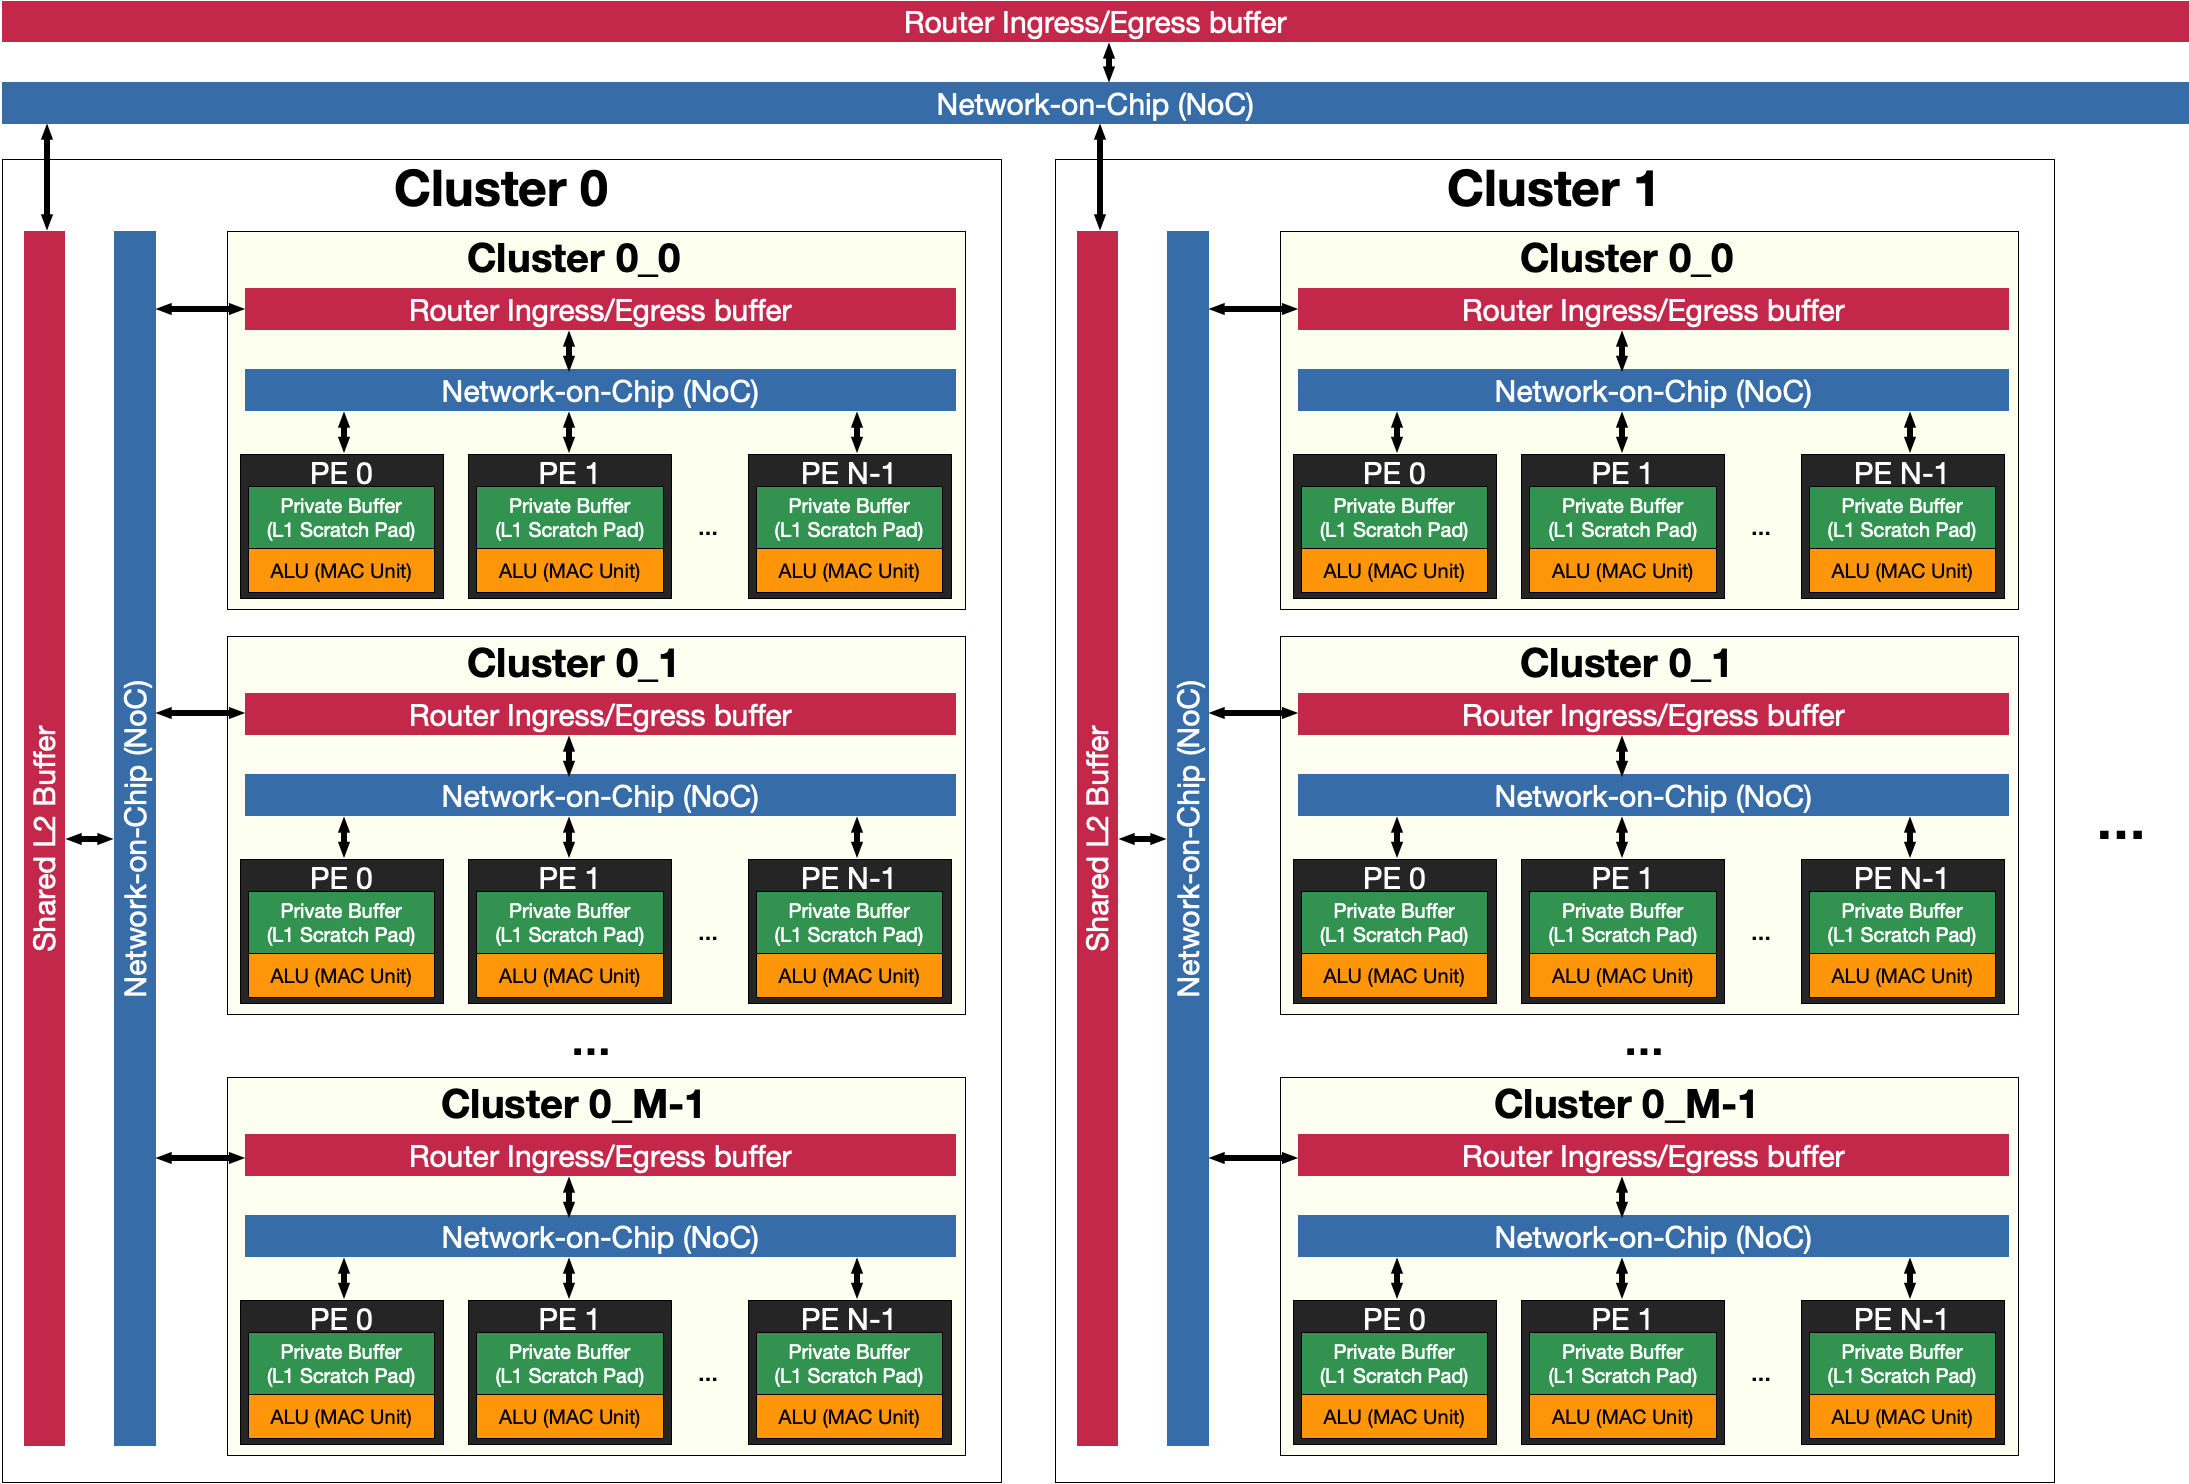 Router Ingress/Egress buffer
Network-on-Chip (NoC)
Cluster 0
Shared L2 Buffer
Network-on-Chip (NoC)
Cluster 0_0
Router Ingress/Egress buffer
Network-on-Chip (NoC)
PE 0
Private Buffer
(L1 Scratch Pad)
ALU (MAC Unit)
PE 1
Private Buffer
(L1 Scratch Pad)
ALU (MAC Unit)
...
PE N-1
Private Buffer
(L1 Scratch Pad)
ALU (MAC Unit)
Cluster 0_1
Router Ingress/Egress buffer
Network-on-Chip (NoC)
PE 0
Private Buffer
(L1 Scratch Pad)
ALU (MAC Unit)
PE 1
Private Buffer
(L1 Scratch Pad)
ALU (MAC Unit)
...
PE N-1
Private Buffer
(L1 Scratch Pad)
ALU (MAC Unit)
...
Cluster 0_M-1
Router Ingress/Egress buffer
Network-on-Chip (NoC)
PE 0
Private Buffer
(L1 Scratch Pad)
ALU (MAC Unit)
PE 1
Private Buffer
(L1 Scratch Pad)
ALU (MAC Unit)
...
PE N-1
Private Buffer
(L1 Scratch Pad)
ALU (MAC Unit)
Cluster 1
Shared L2 Buffer
Network-on-Chip (NoC)
Cluster 0_0
Router Ingress/Egress buffer
Network-on-Chip (NoC)
PE 0
Private Buffer
(L1 Scratch Pad)
ALU (MAC Unit)
PE 1
Private Buffer
(L1 Scratch Pad)
ALU (MAC Unit)
...
PE N-1
Private Buffer
(L1 Scratch Pad)
ALU (MAC Unit)
Cluster 0_1
Router Ingress/Egress buffer
Network-on-Chip (NoC)
PE 0
Private Buffer
(L1 Scratch Pad)
ALU (MAC Unit)
PE 1
Private Buffer
(L1 Scratch Pad)
ALU (MAC Unit)
...
PE N-1
Private Buffer
(L1 Scratch Pad)
ALU (MAC Unit)
...
Cluster 0_M-1
Router Ingress/Egress buffer
Network-on-Chip (NoC)
PE 0
Private Buffer
(L1 Scratch Pad)
ALU (MAC Unit)
PE 1
Private Buffer
(L1 Scratch Pad)
ALU (MAC Unit)
...
PE N-1
Private Buffer
(L1 Scratch Pad)
ALU (MAC Unit)
...